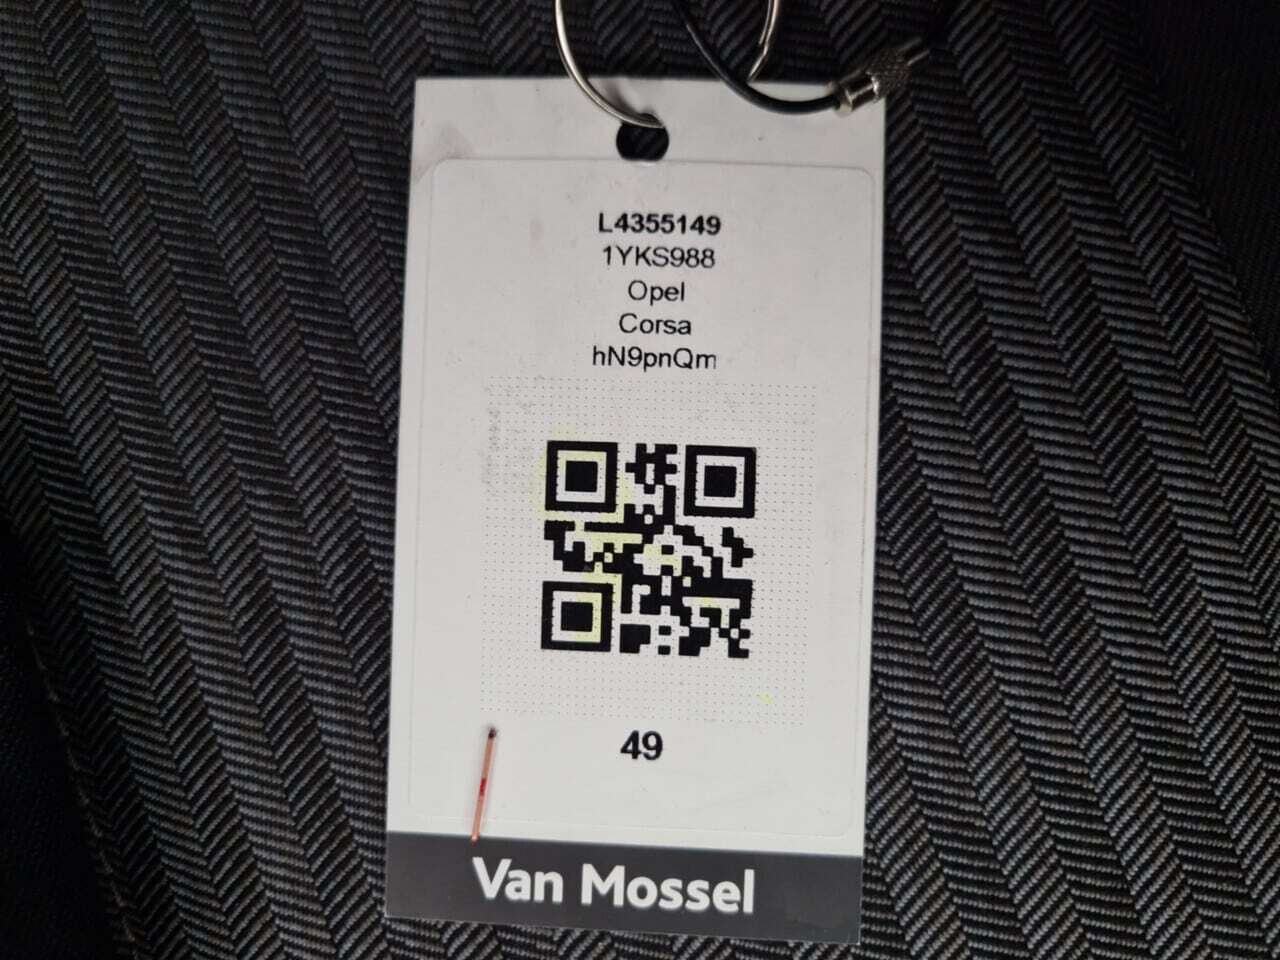 L4355149
1YKS988
Opel
Corsa
hN9pnQm
49
Van Mossel